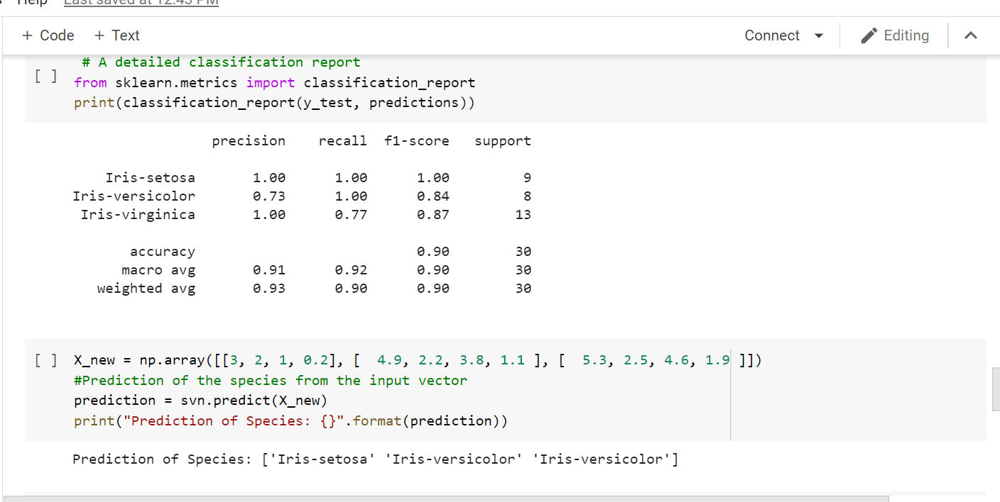 Help Last saved at 12:45 PM
+ Code + Text Connect Editing
# A detailed classification report
[ ] from sklearn.metrics import classification_report
print(classification_report(y_test, predictions))
precision recall f1-score support
Iris-setosa 1.00 1.00 1.00 9
Iris-versicolor 0.73 1.00 0.84 8
Iris-virginica 1.00 0.77 0.87 13
accuracy 0.90 30
macro avg 0.91 0.92 0.90 30
weighted avg 0.93 0.90 0.90 30
[ ] X_new = np.array([[3, 2, 1, 0.2], [ 4.9, 2.2, 3.8, 1.1 ], [ 5.3, 2.5, 4.6, 1.9 ]])
#Prediction of the species from the input vector
prediction = svn.predict(X_new)
print("Prediction of Species: {}".format(prediction))
Prediction of Species: ['Iris-setosa' 'Iris-versicolor' 'Iris-versicolor']